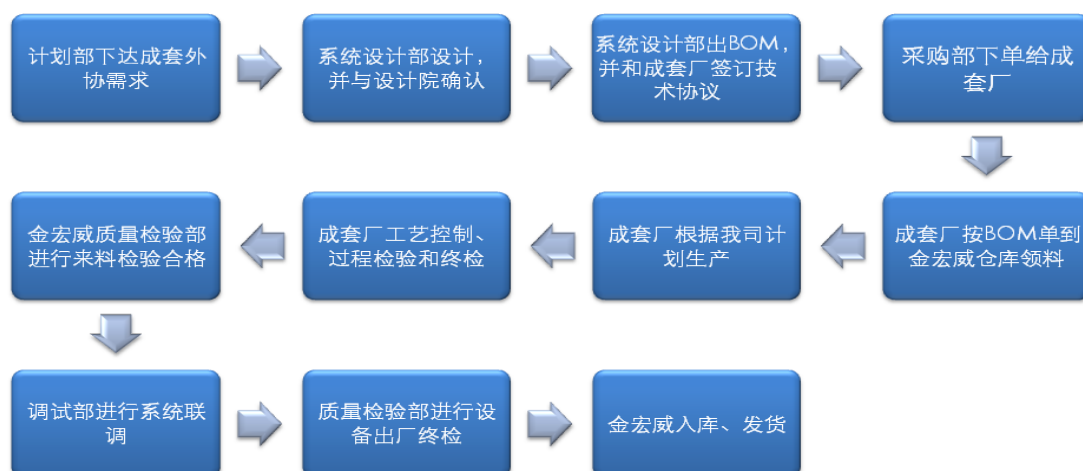 计划部下达成套外
协需求
系统设计部设计，
并与设计院确认
系统设计部出BOM，
并和成套厂签订技
术协议
采购部下单给成
套厂
成套厂按BOM单到
金宏威仓库领料
成套厂根据我司计
划生产
成套厂工艺控制、
过程检验和终检
金宏威质量检验部
进行来料检验合格
调试部进行系统联
调
质量检验部进行设
备出厂终检
金宏威入库、发货